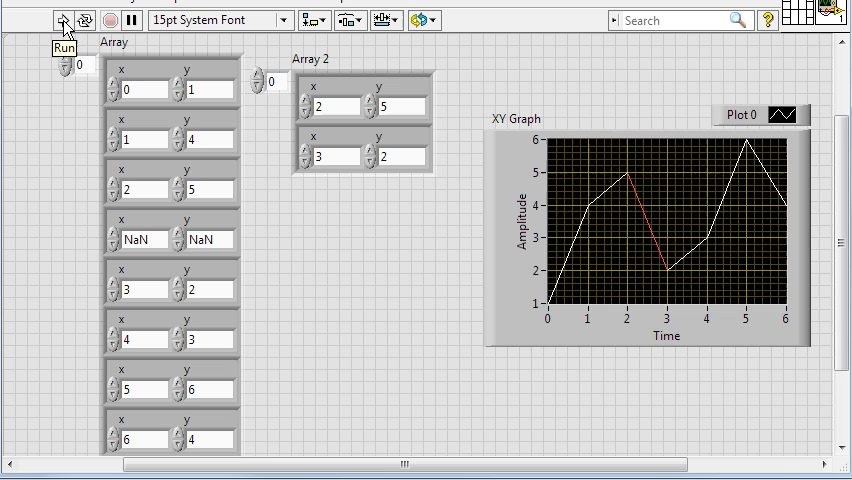 15pt System Font
Search
?
1
Run
Array
0
x y
0 1
x y
1 4
x y
2 5
x y
NaN NaN
x y
3 2
x y
4 3
x y
5 6
x y
6 4
Array 2
0
x y
2 5
x y
3 2
XY Graph
Plot 0
Amplitude
6
5
4
3
2
1
0 1 2 3 4 5 6
Time